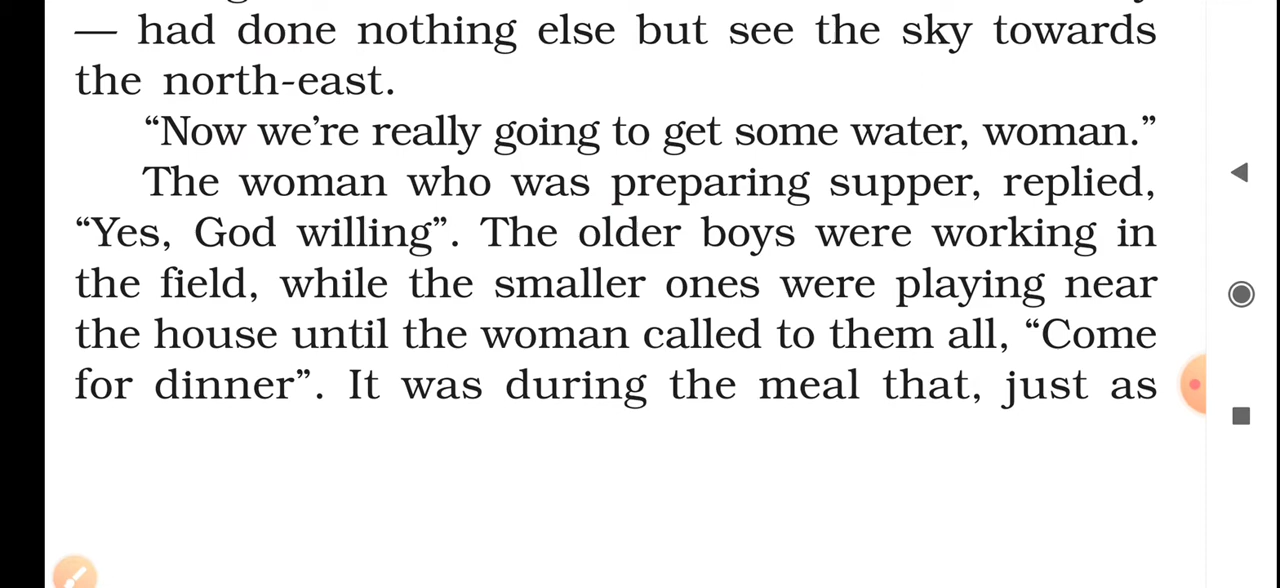 — had done nothing else but see the sky towards
the north-east.
“Now we’re really going to get some water, woman.”
The woman who was preparing supper, replied,
“Yes, God willing”. The older boys were working in
the field, while the smaller ones were playing near
the house until the woman called to them all, “Come
for dinner”. It was during the meal that, just as